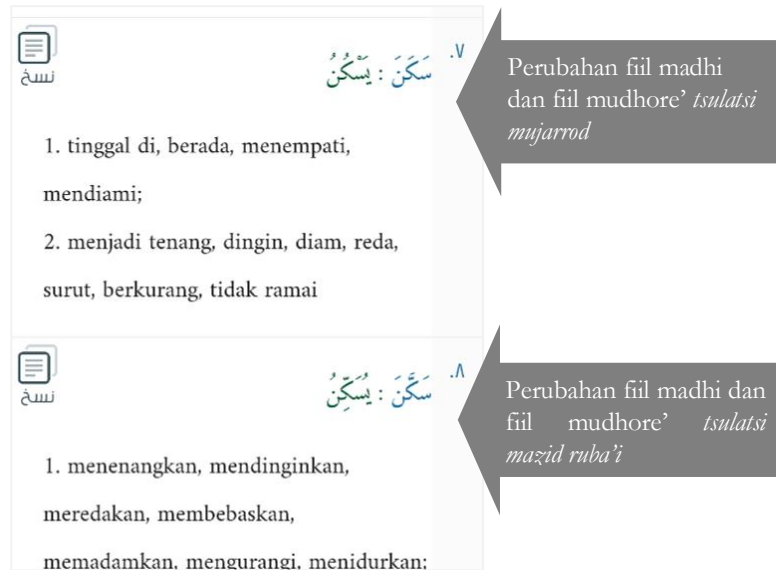 نسخ
٧. سَكَنَ : يَسْكُنُ
1. tinggal di, berada, menempati,
mendiami;
2. menjadi tenang, dingin, diam, reda,
surut, berkurang, tidak ramai
Perubahan fiil madhi
dan fiil mudhore’ tsulatsi
mujarrod
نسخ
٨. سَكَّنَ : يُسَكِّنُ
1. menenangkan, mendinginkan,
meredakan, membebaskan,
memadamkan, mengurangi, menidurkan;
Perubahan fiil madhi dan
fiil mudhore’ tsulatsi
mazid ruba’i